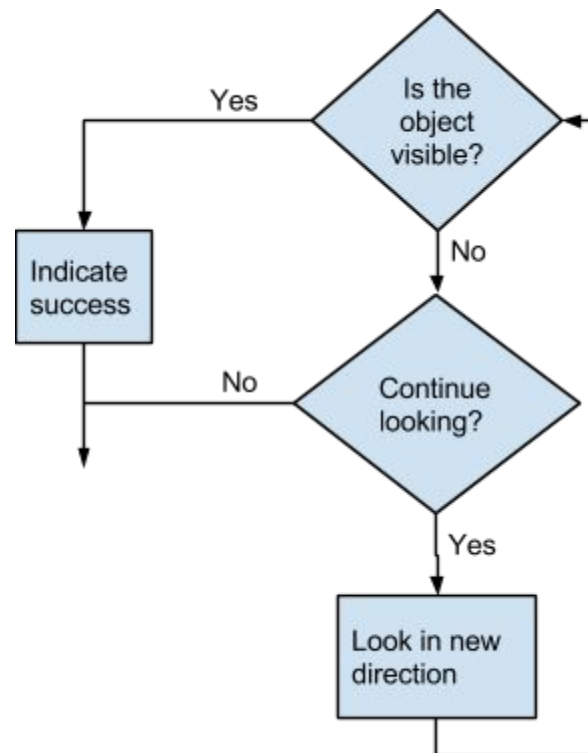 Is the
object
visible?
Yes
No
Indicate
success
No
Continue
looking?
Yes
Look in new
direction